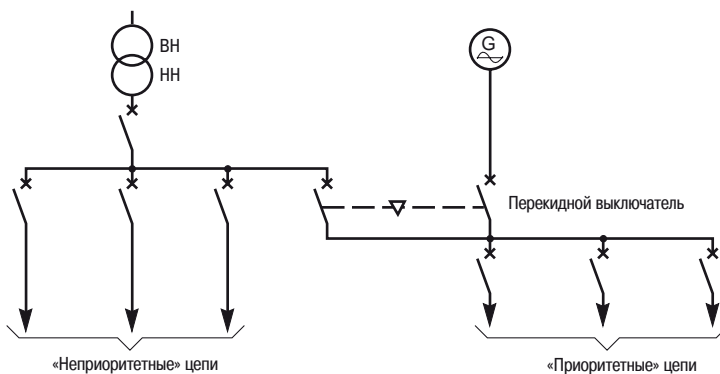 ВН
G
НН
Перекидной выключатель
«Неприоритетные» цепи
«Приоритетные» цепи